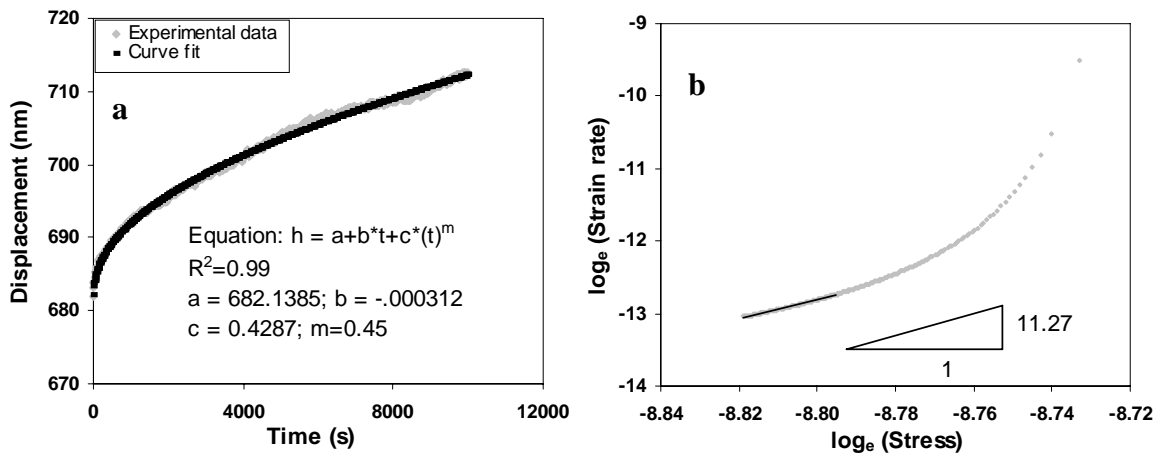 720
710
700
690
680
670
Displacement (nm)
Experimental data
Curve fit
a
Equation: h = a+b*t+c*(t)^m
R²=0.99
a = 682.1385; b = -.000312
c = 0.4287; m=0.45
0
4000
8000
12000
Time (s)
-9
-10
-11
-12
-13
-14
logₑ (Strain rate)
b
11.27
1
-8.84
-8.82
-8.80
-8.78
-8.76
-8.74
-8.72
logₑ (Stress)